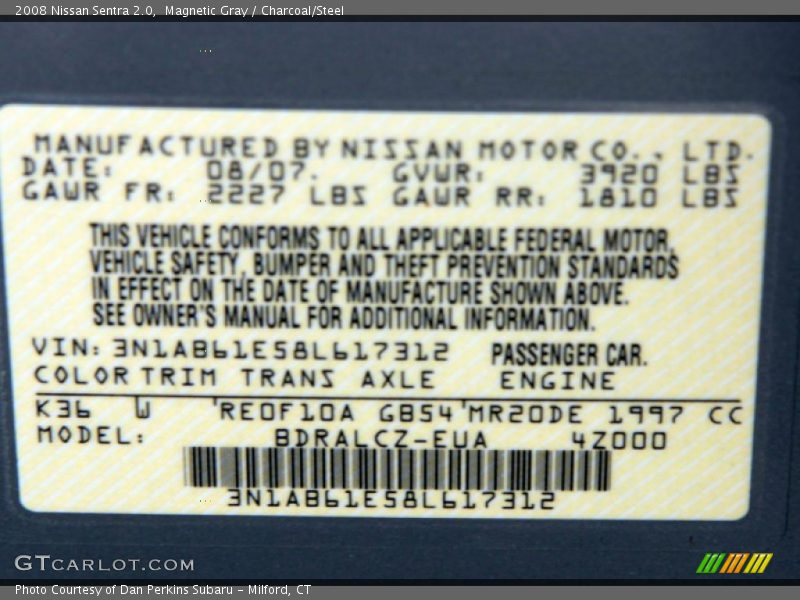 2008 Nissan Sentra 2.0, Magnetic Gray / Charcoal/Steel
MANUFACTURED BY NISSAN MOTOR CO., LTD.
DATE: 08/07. GVWR: 3920 LBS
GAWR FR: 2227 LBS GAWR RR: 1810 LBS
THIS VEHICLE CONFORMS TO ALL APPLICABLE FEDERAL MOTOR,
VEHICLE SAFETY, BUMPER AND THEFT PREVENTION STANDARDS
IN EFFECT ON THE DATE OF MANUFACTURE SHOWN ABOVE.
SEE OWNER'S MANUAL FOR ADDITIONAL INFORMATION.
VIN: 3N1AB61E58L617312 PASSENGER CAR.
COLOR TRIM TRANS AXLE ENGINE
K36 W 'RE0F10A GB54'MR20DE 1997 CC
MODEL: BDRALCZ-EUA 4Z000
3N1AB61E58L617312
GTCARLOT.COM
Photo Courtesy of Dan Perkins Subaru - Milford, CT